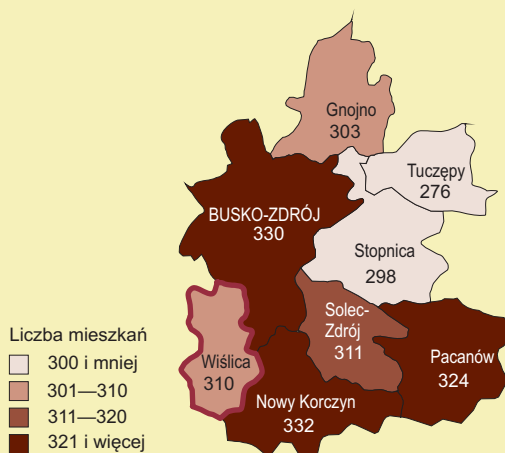 Gnojno
303
Tuczępy
276
BUSKO-ZDRÓJ
330
Stopnica
298
Solec-
Zdrój
311
Pacanów
324
Wiślica
310
Nowy Korczyn
332
Liczba mieszkań
300 i mniej
301—310
311—320
321 i więcej